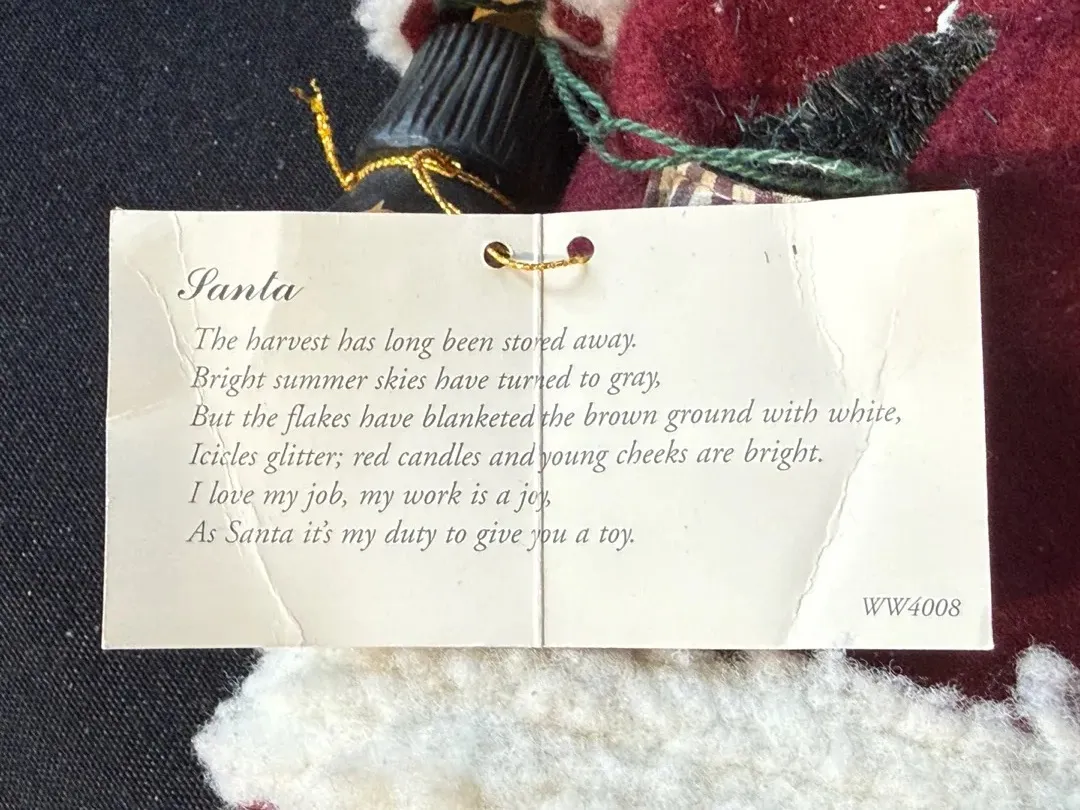 Santa
The harvest has long been stored away.
Bright summer skies have turned to gray,
But the flakes have blanketed the brown ground with white,
Icicles glitter; red candles and young cheeks are bright.
I love my job, my work is a joy,
As Santa it's my duty to give you a toy.
WW4008